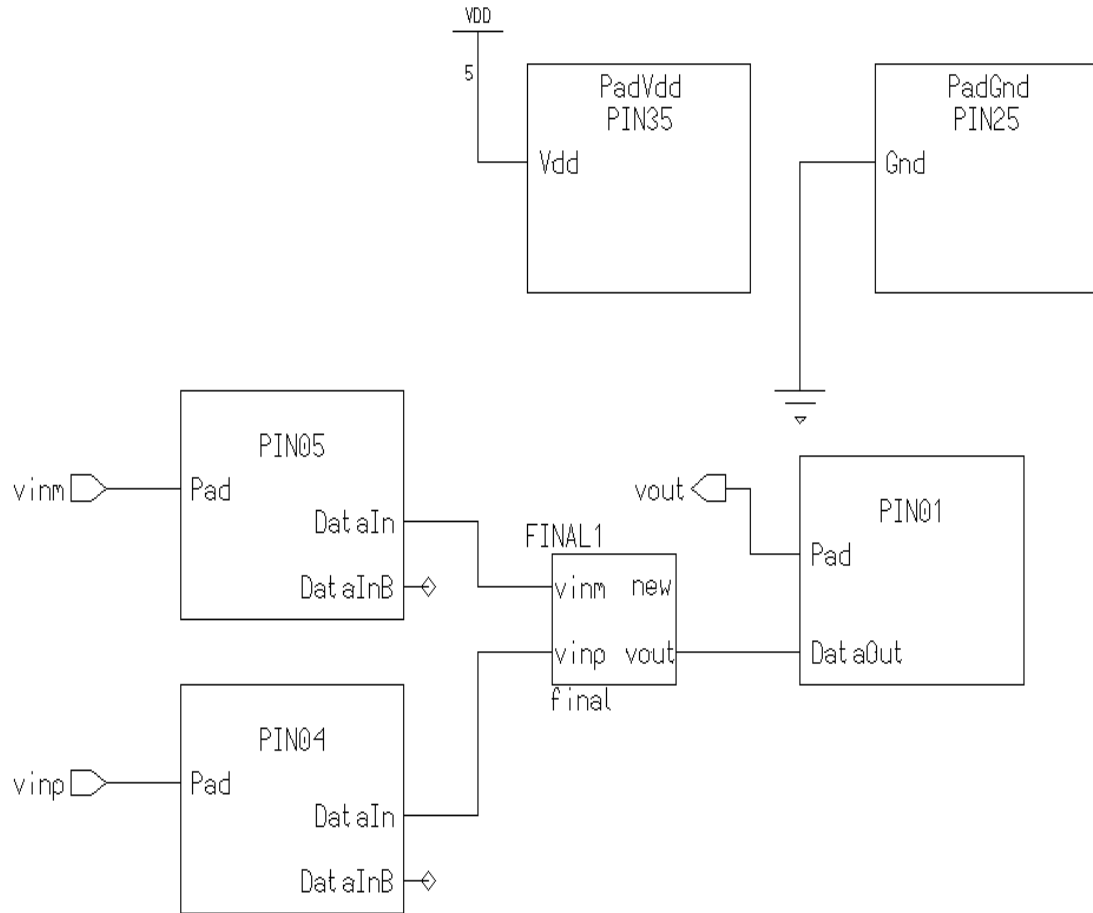 VDD
5
PadVdd
PIN35
Vdd
PadGnd
PIN25
Gnd
PIN05
vinm
Pad
DataIn
DataInB
FINAL1
vinm new
vinp vout
final
vout
PIN01
Pad
DataOut
PIN04
vinp
Pad
DataIn
DataInB